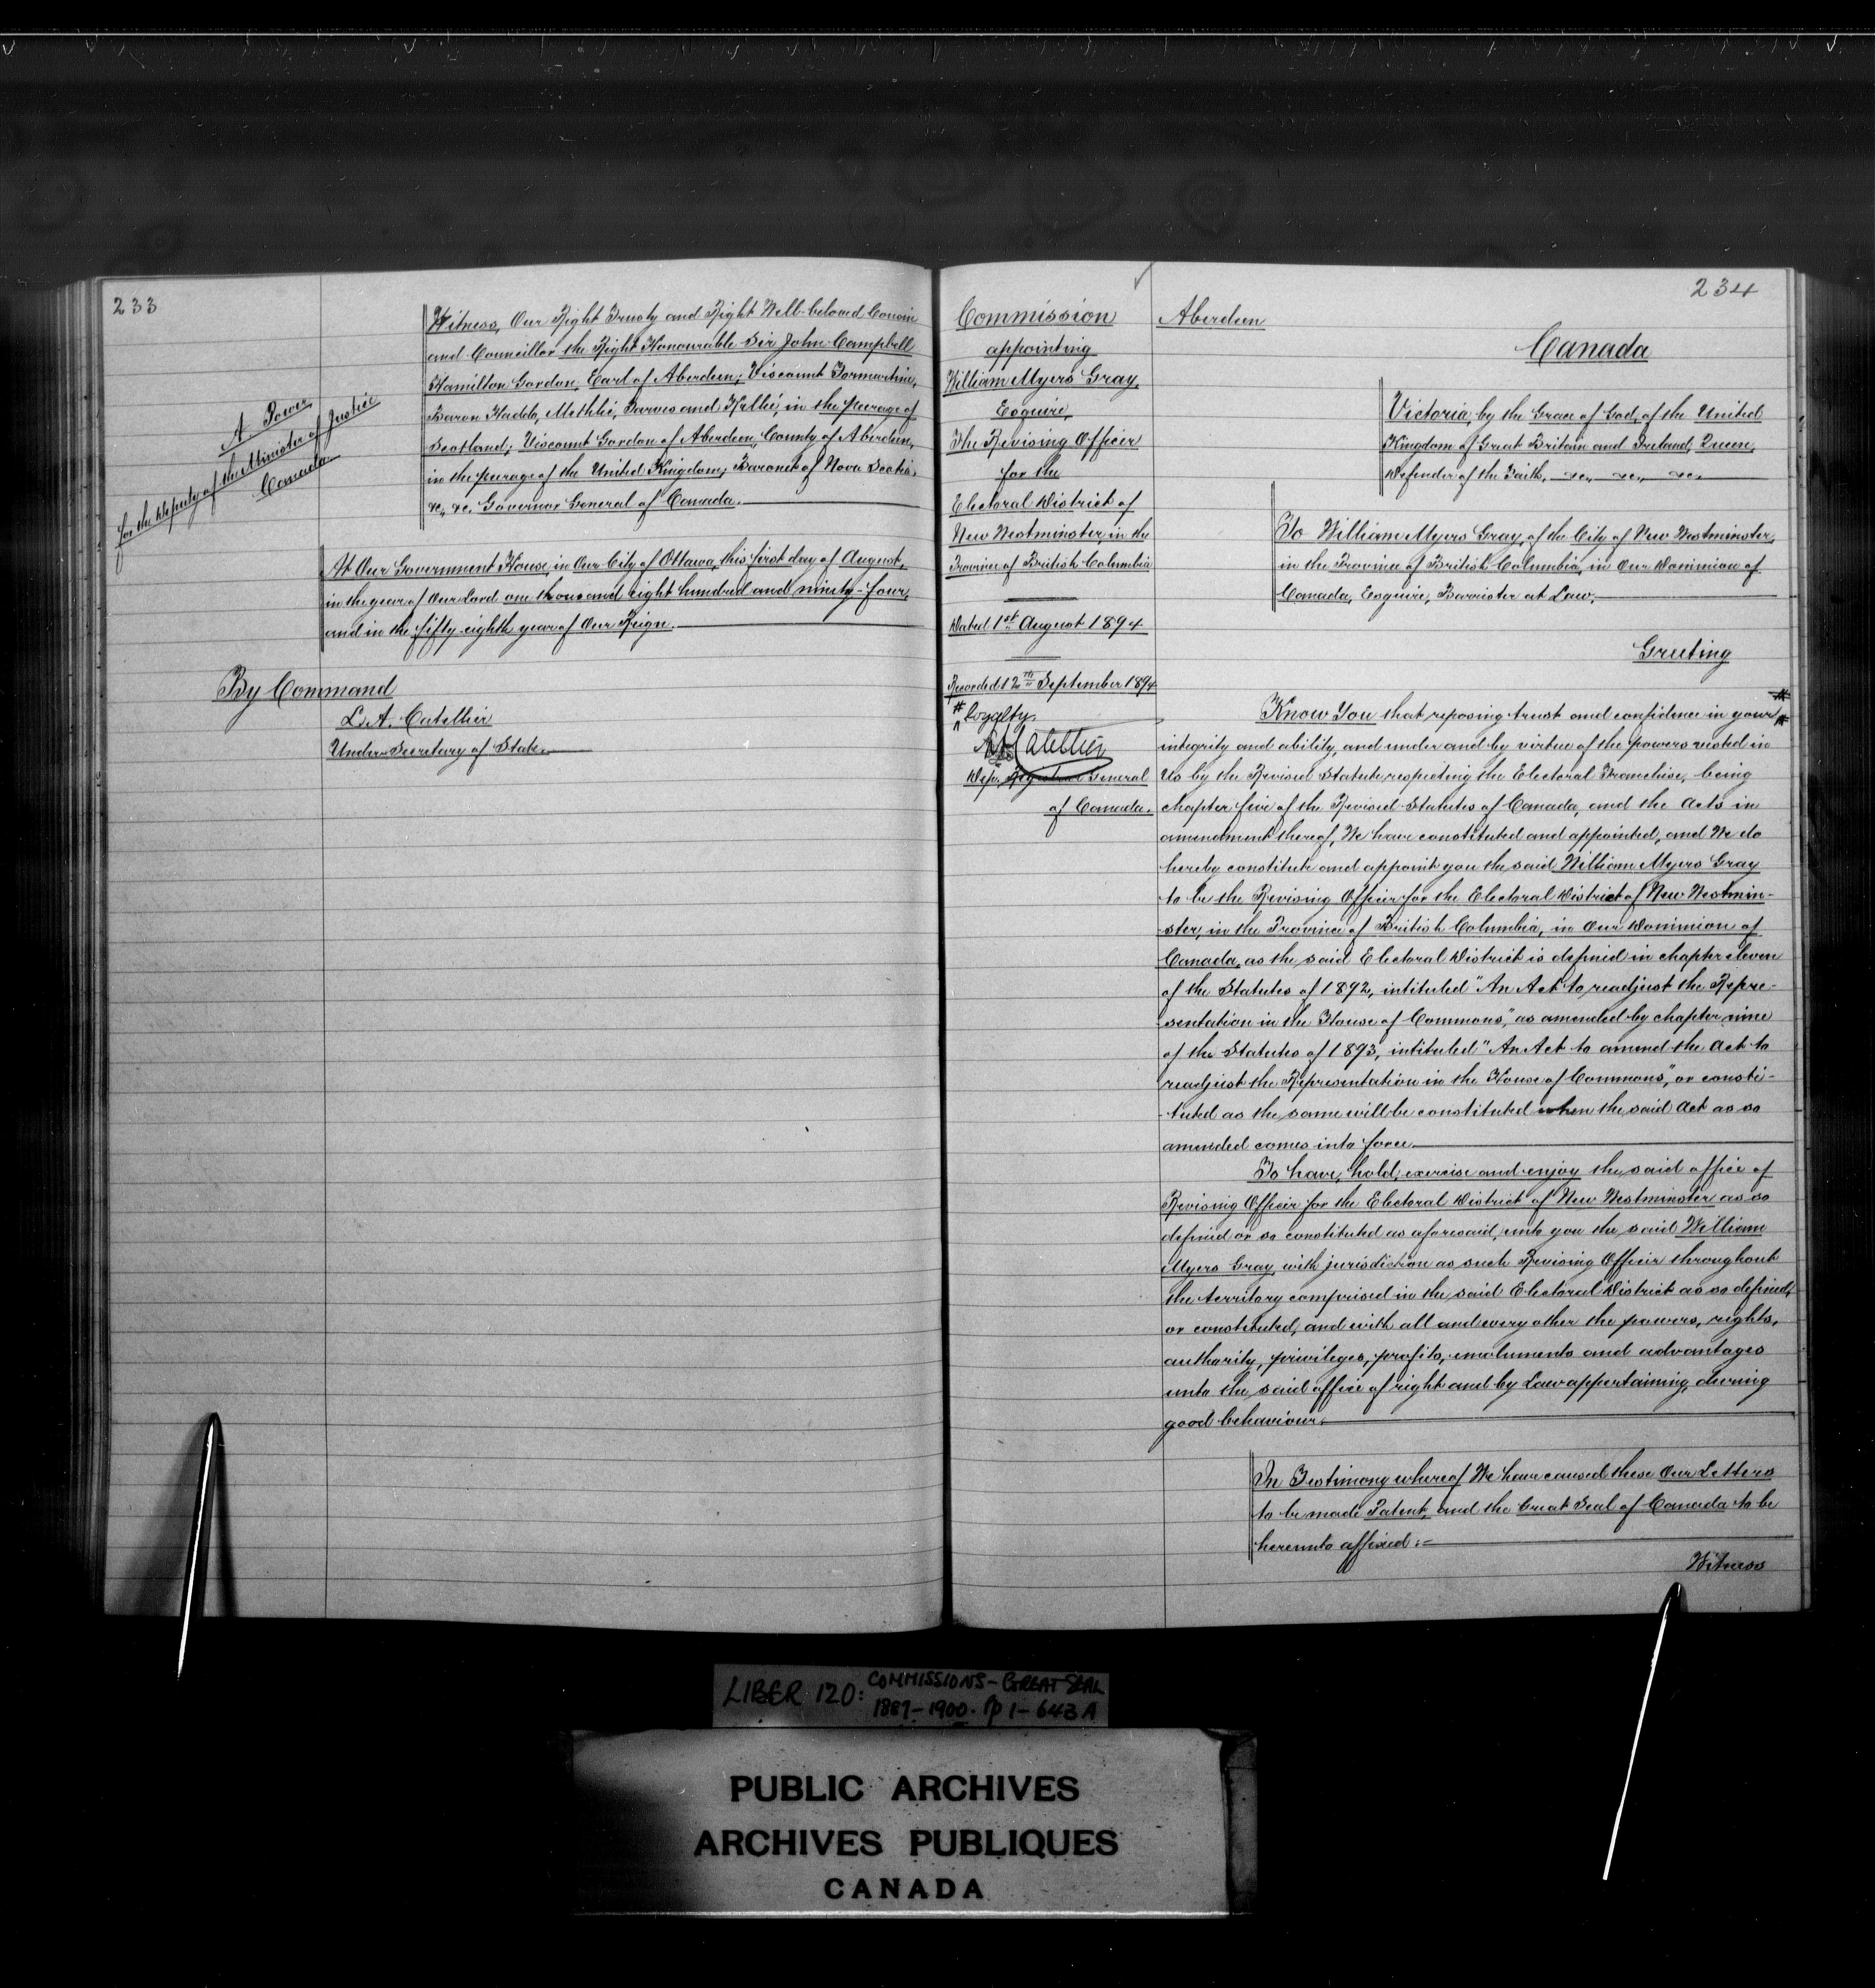 233
Witness, Our Right Trusty and Right Well-beloved Cousin
and Councillor the Right Honourable Sir John Campbell
Hamilton Gordon, Earl of Aberdeen; Viscount Formartine,
Baron Haddo, Methlic, Tarves and Kellie, in the peerage of
Scotland; Viscount Gordon of Aberdeen, County of Aberdeen,
in the peerage of the United Kingdom; Baronet of Nova Scotia,
&c., &c. Governor General of Canada.
A Power
for the Deputy of the Minister of Justice
Canada.
At Our Government House, in Our City of Ottawa, this first day of August,
in the year of Our Lord one thousand eight hundred and ninety-four,
and in the fifty eighth year of Our Reign.
By Command
L. A. Catellier
Under-Secretary of State.
234
Commission
appointing
William Myers Gray,
Esquire,
The Revising Officer
for the
Electoral District of
New Westminster in the
Province of British Columbia
Dated 1st August 1894
Recorded 12th September 1894
# loyalty,
LA Catellier
Dep. Registrar General
of Canada.
Aberdeen
Canada
Victoria, by the Grace of God, of the United
Kingdom of Great Britain and Ireland, Queen,
Defender of the Faith, &c., &c., &c.
To William Myers Gray, of the City of New Westminster,
in the Province of British Columbia, in Our Dominion of
Canada, Esquire, Barrister at Law,
Greeting
Know You that reposing trust and confidence in your #
integrity and ability, and under and by virtue of the powers vested in
Us by the Revised Statute respecting the Electoral Franchise, being
chapter five of the Revised Statutes of Canada, and the Acts in
amendment thereof, We have constituted and appointed, and We do
hereby constitute and appoint you the said William Myers Gray
to be the Revising Officer for the Electoral District of New Westmin-
ster, in the Province of British Columbia, in Our Dominion of
Canada, as the said Electoral District is defined in chapter eleven
of the Statutes of 1892, intituled "An Act to readjust the Repre-
-sentation in the House of Commons," as amended by chapter nine
of the Statutes of 1893, intituled "An Act to amend the Act to
readjust the Representation in the House of Commons," or consti-
-tuted as the same will be constituted when the said Act as so
amended comes into force.
To have, hold, exercise and enjoy the said office of
Revising Officer for the Electoral District of New Westminster as so
defined or so constituted as aforesaid, unto you the said William
Myers Gray, with jurisdiction as such Revising Officer throughout
the territory comprised in the said Electoral District as so defined,
or constituted, and with all and every other the powers, rights,
authority, privileges, profits, emoluments and advantages
unto the said office of right and by Law appertaining, during
good behaviour.
In Testimony whereof We have caused these Our Letters
to be made Patent, and the Great Seal of Canada to be
hereunto affixed:-
Witness
LIBER 120: COMMISSIONS - GREAT SEAL
1887-1900. Pp 1-643A
PUBLIC ARCHIVES
ARCHIVES PUBLIQUES
CANADA